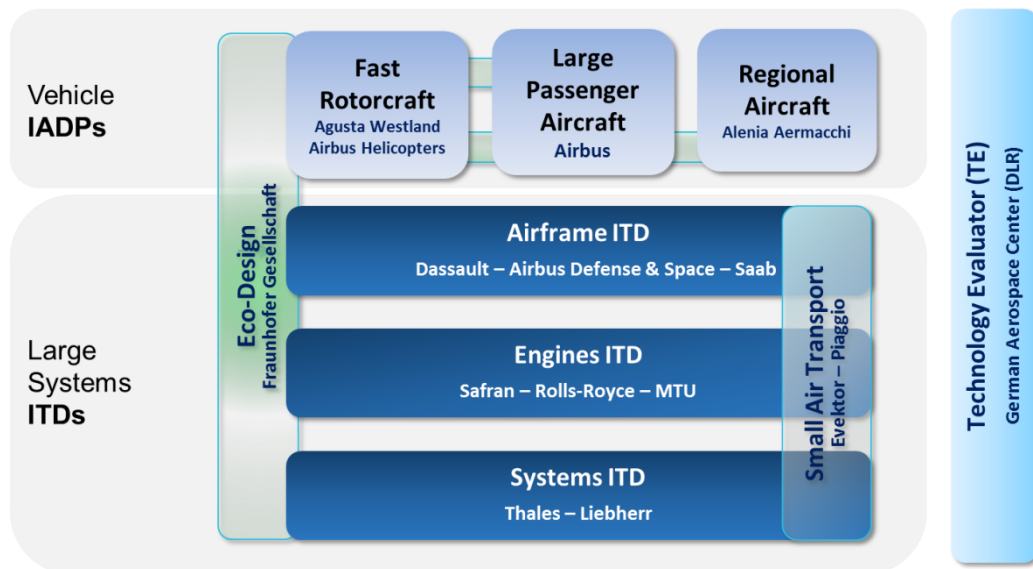 Vehicle
IADPs
Fast
Rotorcraft
Agusta Westland
Airbus Helicopters
Large
Passenger
Aircraft
Airbus
Regional
Aircraft
Alenia Aermacchi
Large
Systems
ITDs
Eco-Design
Fraunhofer Gesellschaft
Airframe ITD
Dassault – Airbus Defense & Space – Saab
Engines ITD
Safran – Rolls-Royce – MTU
Systems ITD
Thales – Liebherr
Small Air Transport
Evektor – Piaggio
Technology Evaluator (TE)
German Aerospace Center (DLR)